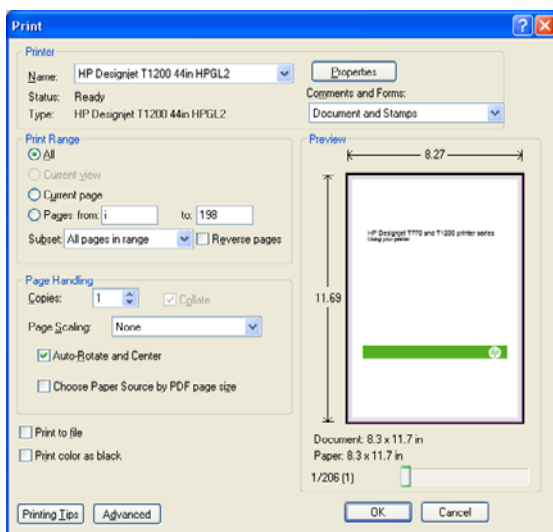 Print
Printer
Name: HP Designjet T1200 44in HPGL2
Properties
Status: Ready
Comments and Forms:
Type: HP Designjet T1200 44in HPGL2
Document and Stamps
Print Range
All
Current view
Current page
Pages from: i to: 198
Subset: All pages in range Reverse pages
Page Handling
Copies: 1 Collate
Page Scaling: None
Auto-Rotate and Center
Choose Paper Source by PDF page size
Print to file
Print color as black
Preview
8.27
11.69
HP Designjet T770 and T1200 printer series
Using your printer
hp
Document: 8.3 x 11.7 in
Paper: 8.3 x 11.7 in
1/206 (1)
Printing Tips Advanced OK Cancel